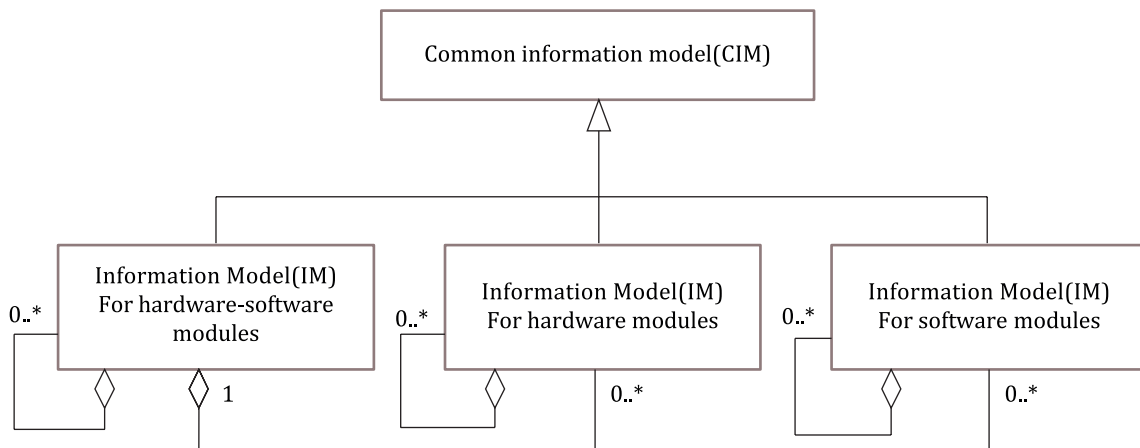 Common information model(CIM)
Information Model(IM)
For hardware-software
modules
0..*
1
Information Model(IM)
For hardware modules
0..*
0..*
Information Model(IM)
For software modules
0..*
0..*